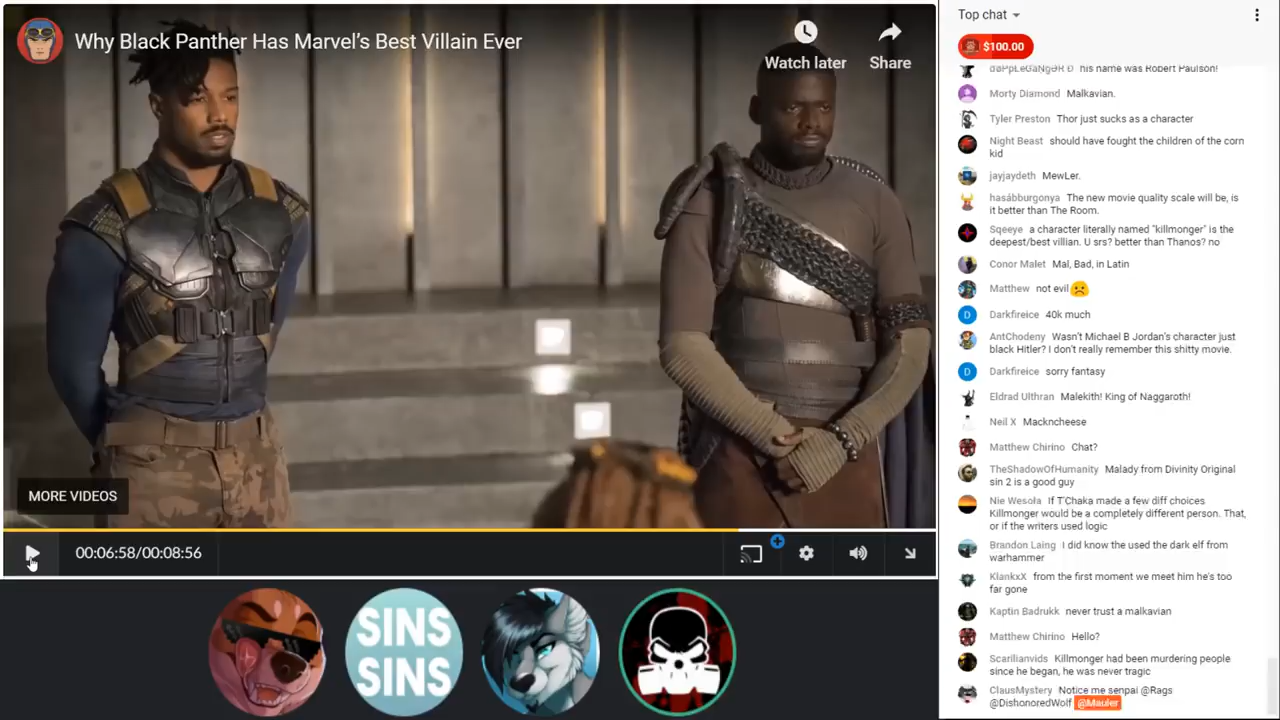 Why Black Panther Has Marvel's Best Villain Ever
Watch later
Share
MORE VIDEOS
00:06:58/00:08:56
SINS
SINS
Top chat
$100.00
his name was Robert Paulson!
Morty Diamond Malkavian.
Tyler Preston Thor just sucks as a character
Night Beast should have fought the children of the corn
kid
jayjaydeth MewLer.
hasábburgonya The new movie quality scale will be, is
it better than The Room.
Sqeeye a character literally named "killmonger" is the
deepest/best villian. U srs? better than Thanos? no
Conor Malet Mal, Bad, in Latin
Matthew not evil
D Darkfireice 40k much
AntChodeny Wasn't Michael B Jordan's character just
black Hitler? I don't really remember this shitty movie.
D Darkfireice sorry fantasy
Eldrad Ulthran Malekith! King of Naggaroth!
Neil X Mackncheese
Matthew Chirino Chat?
TheShadowOfHumanity Malady from Divinity Original
sin 2 is a good guy
Nie Wesoła If T'Chaka made a few diff choices
Killmonger would be a completely different person. That,
or if the writers used logic
Brandon Laing I did know the used the dark elf from
warhammer
KlankxX from the first moment we meet him he's too
far gone
Kaptin Badrukk never trust a malkavian
Matthew Chirino Hello?
Scarilianvids Killmonger had been murdering people
since he began, he was never tragic
ClausMystery Notice me senpai @Rags
@DishonoredWolf @Mauler